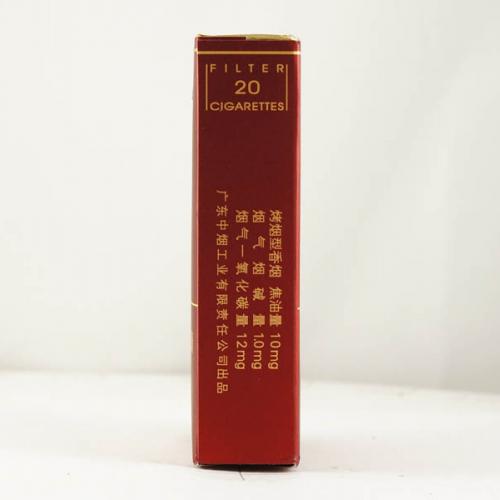 FILTER
20
CIGARETTES
烤烟型香烟 焦油量 10mg
烟气烟碱量 1.0mg
烟气一氧化碳量 12mg
广东中烟工业有限责任公司出品